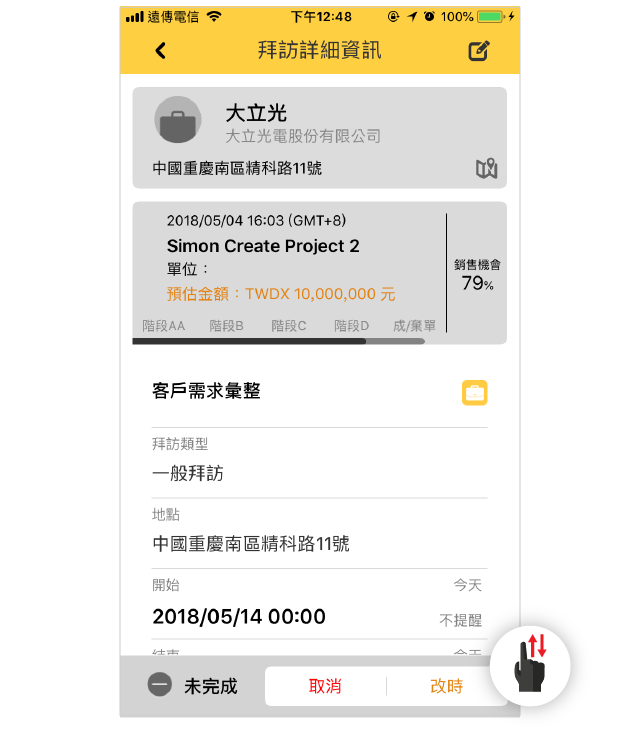 遠傳電信 下午12:48 100%
拜訪詳細資訊
大立光
大立光電股份有限公司
中國重慶南區精科路11號
2018/05/04 16:03 (GMT+8)
Simon Create Project 2
單位：
預估金額：TWDX 10,000,000 元
銷售機會
79%
階段AA 階段B 階段C 階段D 成/棄單
客戶需求彙整
拜訪類型
一般拜訪
地點
中國重慶南區精科路11號
開始 今天
2018/05/14 00:00 不提醒
結束 今天
未完成 取消 改時